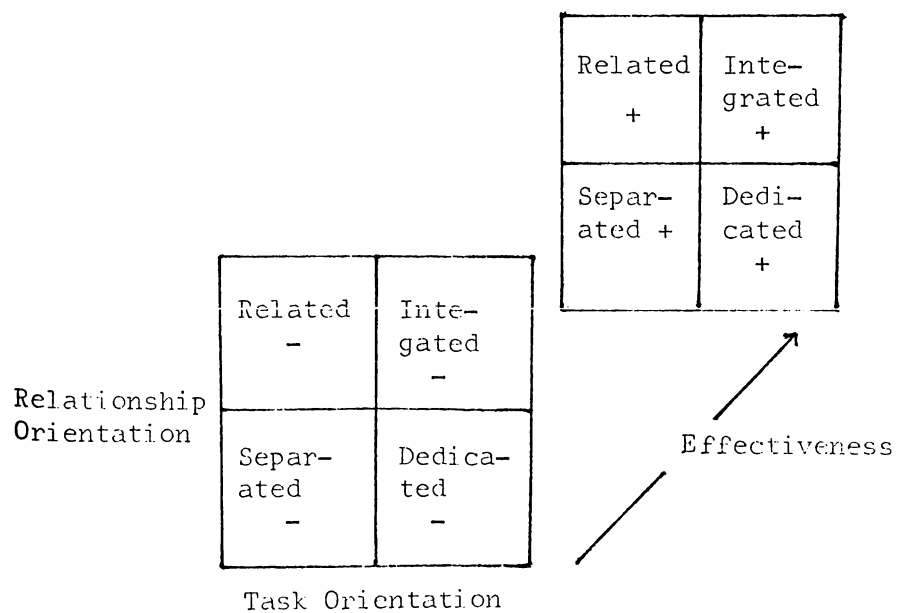 Related
+
Inte-
grated
+
Separ-
ated +
Dedi-
cated
+
Related
-
Inte-
gated
-
Separ-
ated
-
Dedica-
ted
-
Relationship
Orientation
Effectiveness
Task Orientation